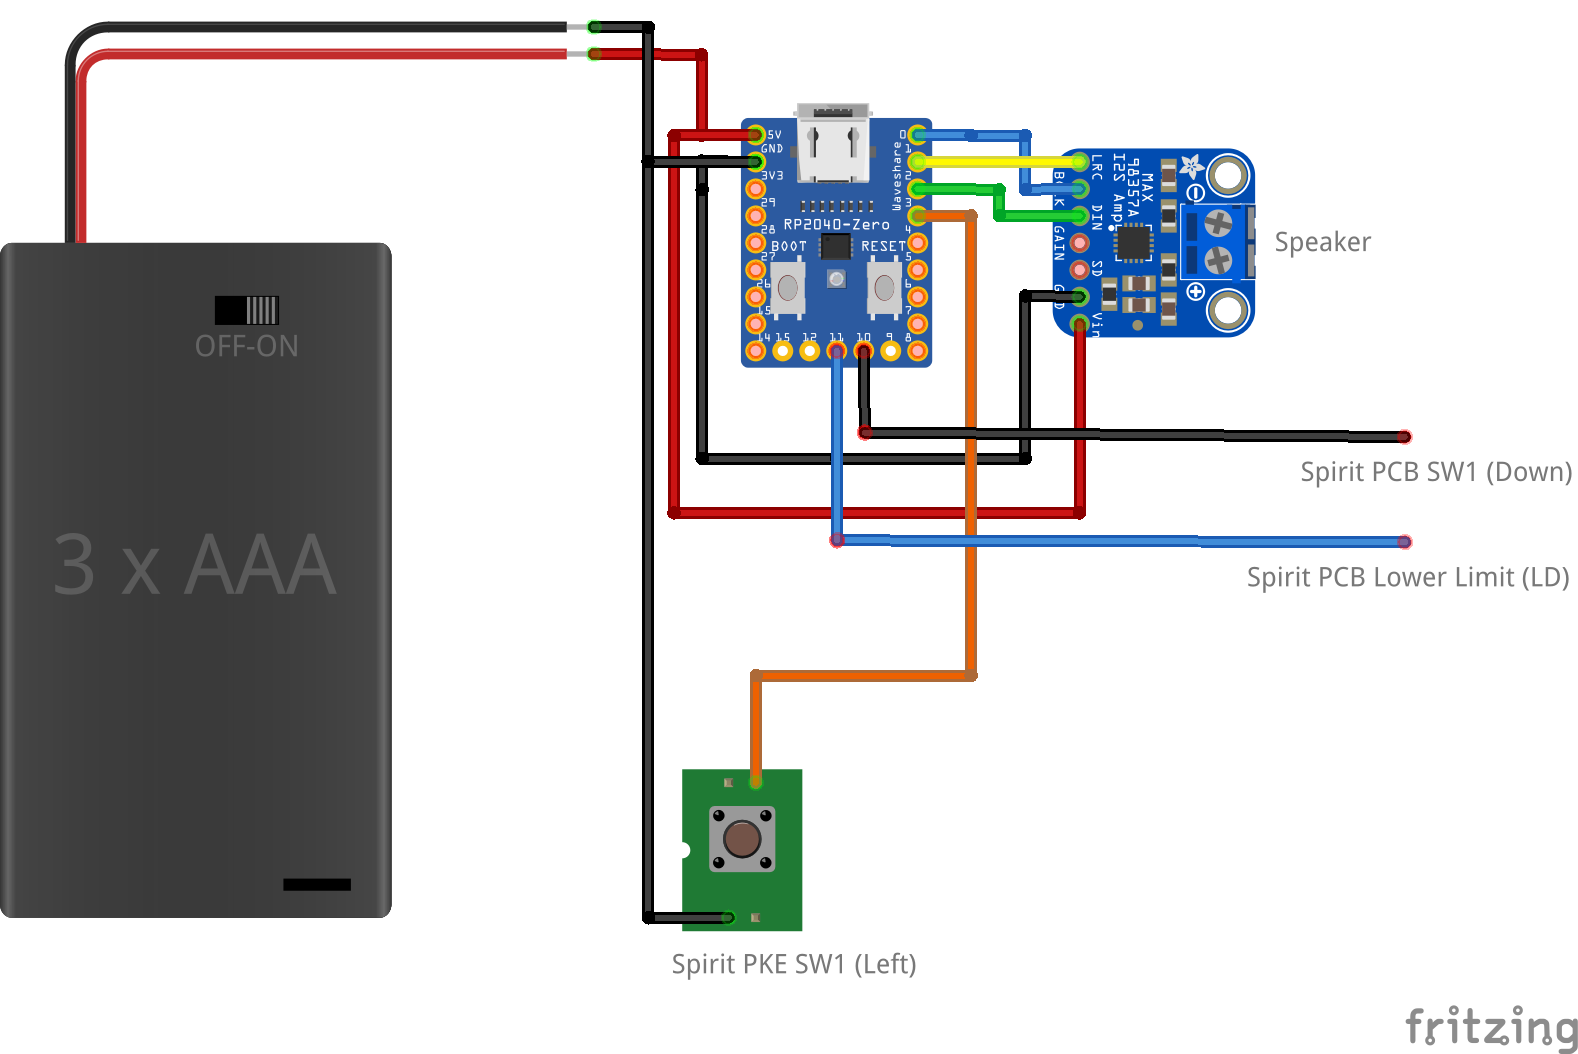 OFF-ON
3 x AAA
5V
GND
3V3
29
28
27
26
15
14
15
12
11
10
9
8
0
1
2
3
4
5
6
7
Waveshare
RP2040-Zero
BOOT
RESET
LRC
DIN
GAIN
SD
Vin
MAX
98357A
I2S Amp
Speaker
Spirit PCB SW1 (Down)
Spirit PCB Lower Limit (LD)
Spirit PKE SW1 (Left)
fritzing